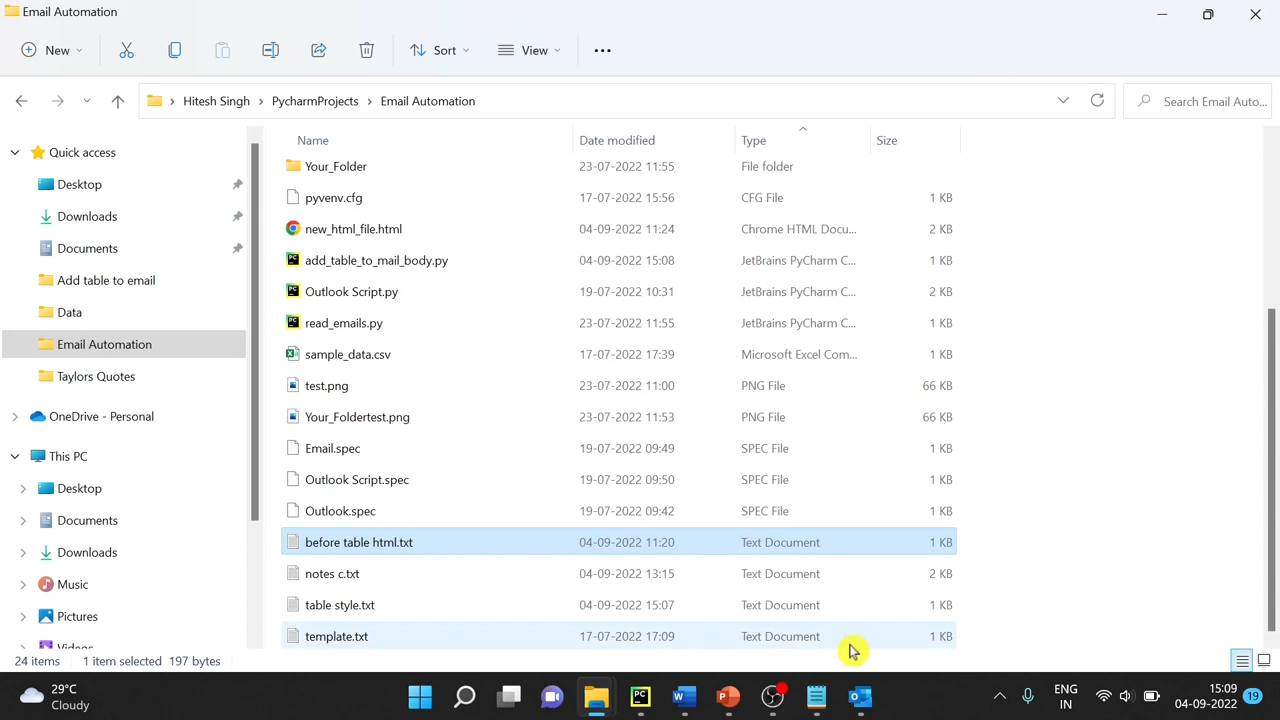 Email Automation
New
Sort
View
Hitesh Singh
PycharmProjects
Email Automation
Search Email Auto...
Quick access
Desktop
Downloads
Documents
Add table to email
Data
Email Automation
Taylors Quotes
OneDrive - Personal
This PC
Desktop
Documents
Downloads
Music
Pictures
Videos
Name Date modified Type Size
Your_Folder 23-07-2022 11:55 File folder
pyvenv.cfg 17-07-2022 15:56 CFG File 1 KB
new_html_file.html 04-09-2022 11:24 Chrome HTML Docu... 2 KB
add_table_to_mail_body.py 04-09-2022 15:08 JetBrains PyCharm C... 1 KB
Outlook Script.py 19-07-2022 10:31 JetBrains PyCharm C... 2 KB
read_emails.py 23-07-2022 11:55 JetBrains PyCharm C... 1 KB
sample_data.csv 17-07-2022 17:39 Microsoft Excel Com... 1 KB
test.png 23-07-2022 11:00 PNG File 66 KB
Your_Foldertest.png 23-07-2022 11:53 PNG File 66 KB
Email.spec 19-07-2022 09:49 SPEC File 1 KB
Outlook Script.spec 19-07-2022 09:50 SPEC File 1 KB
Outlook.spec 19-07-2022 09:42 SPEC File 1 KB
before table html.txt 04-09-2022 11:20 Text Document 1 KB
notes c.txt 04-09-2022 13:15 Text Document 2 KB
table style.txt 04-09-2022 15:07 Text Document 1 KB
template.txt 17-07-2022 17:09 Text Document 1 KB
24 items 1 item selected 197 bytes
29°C
Cloudy
ENG
IN
15:09
04-09-2022
19